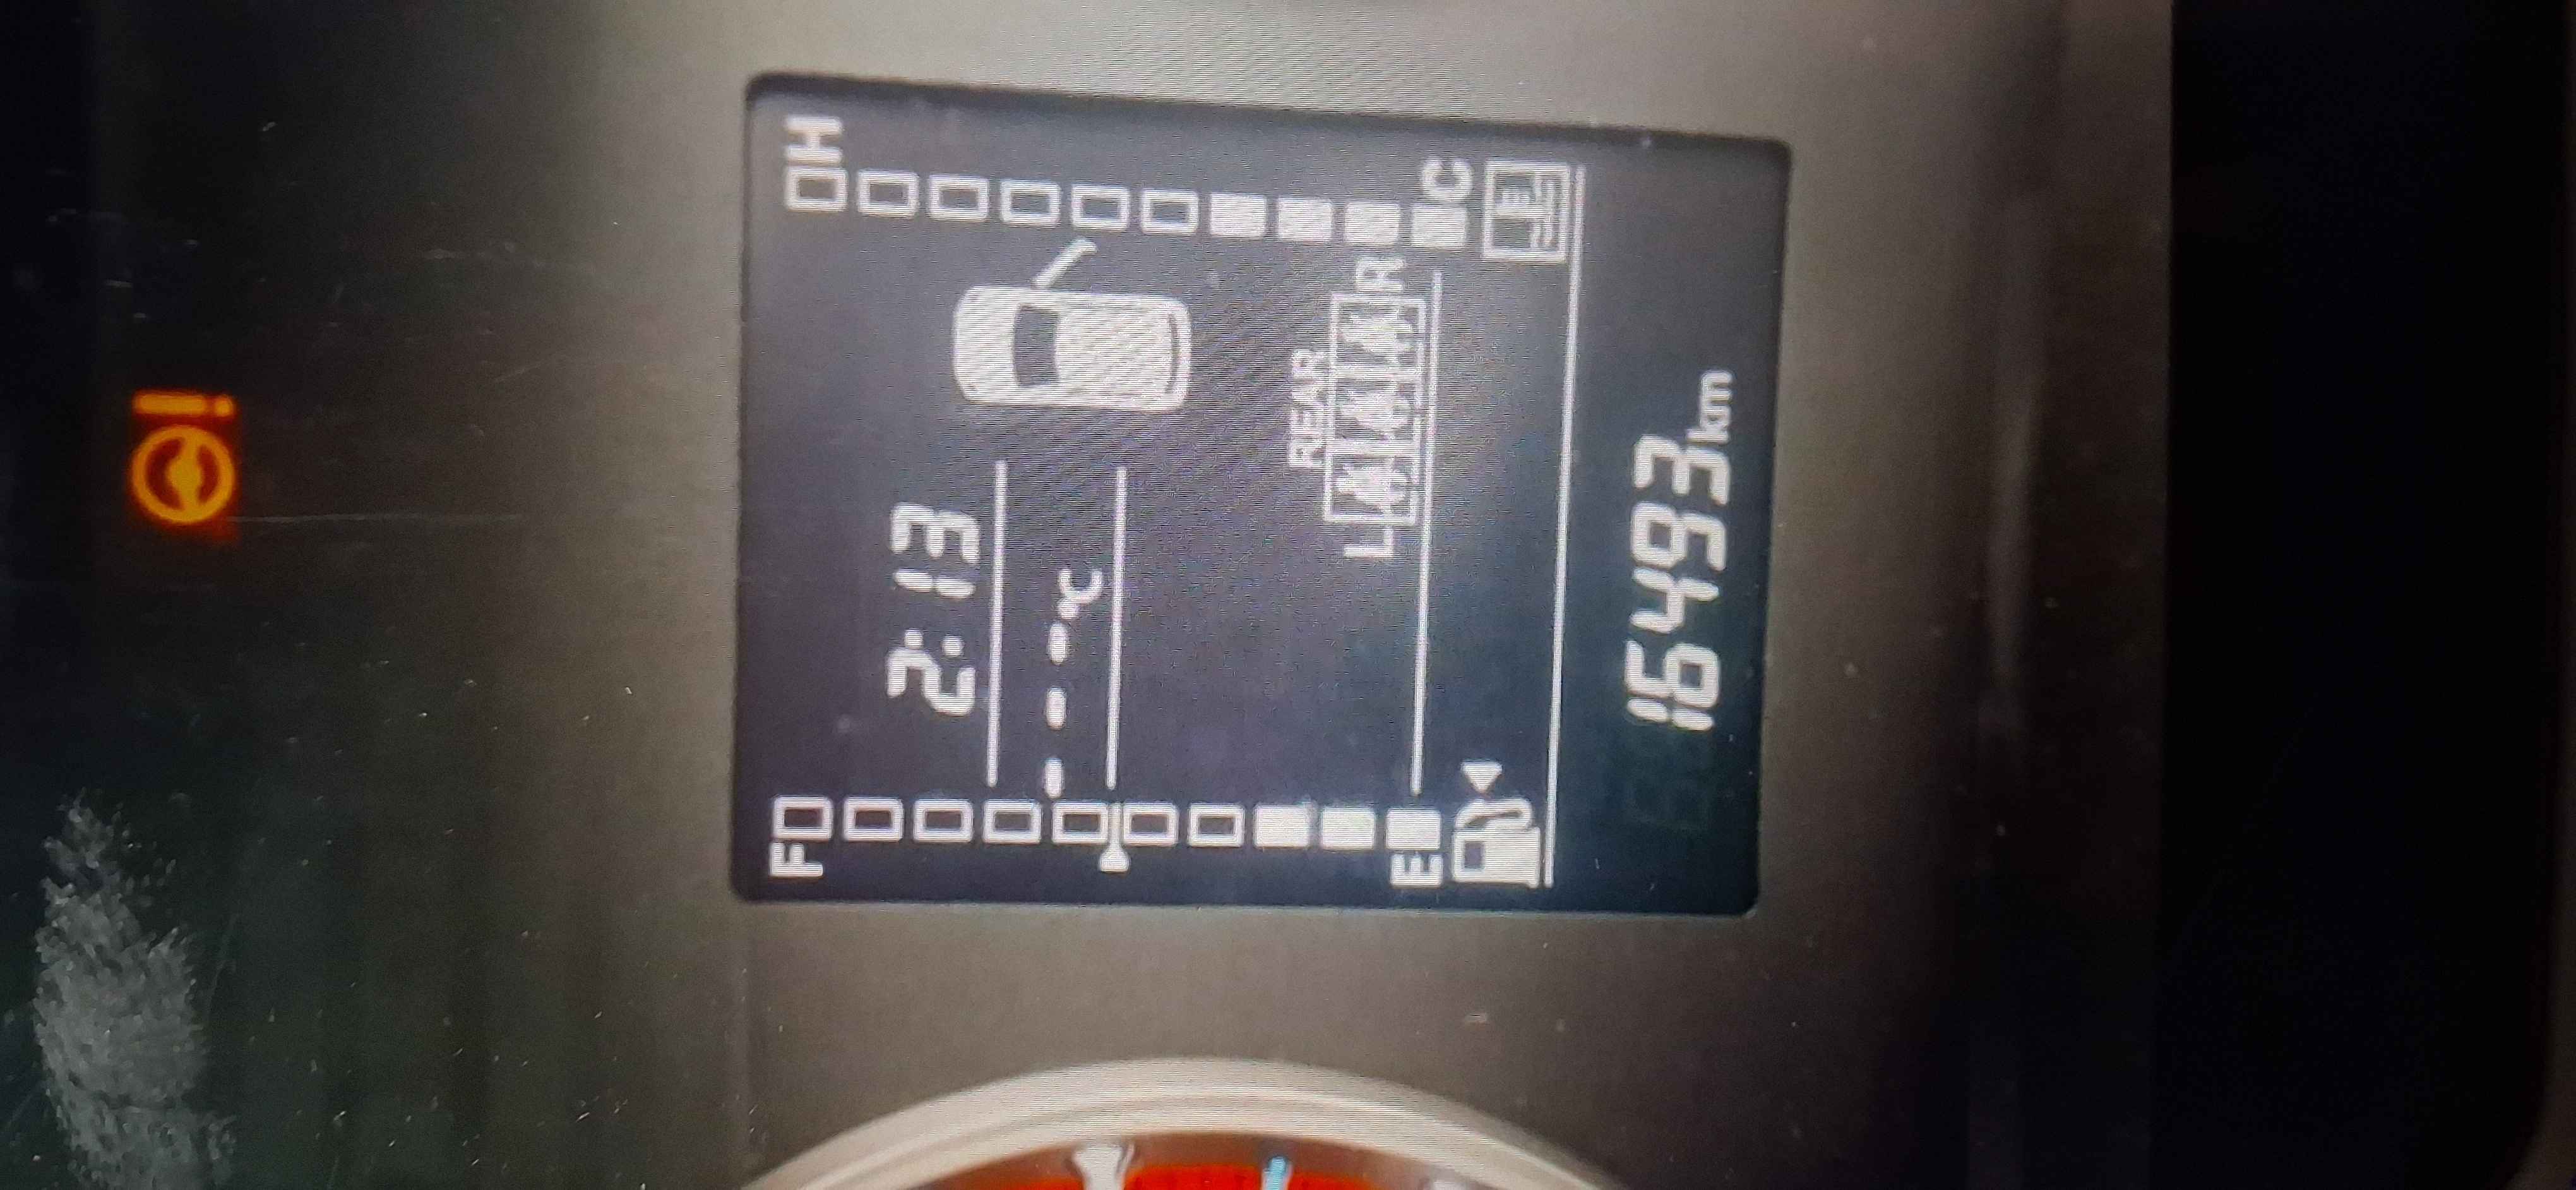 F H
2:13
---°C
REAR
L R
E C
16493km